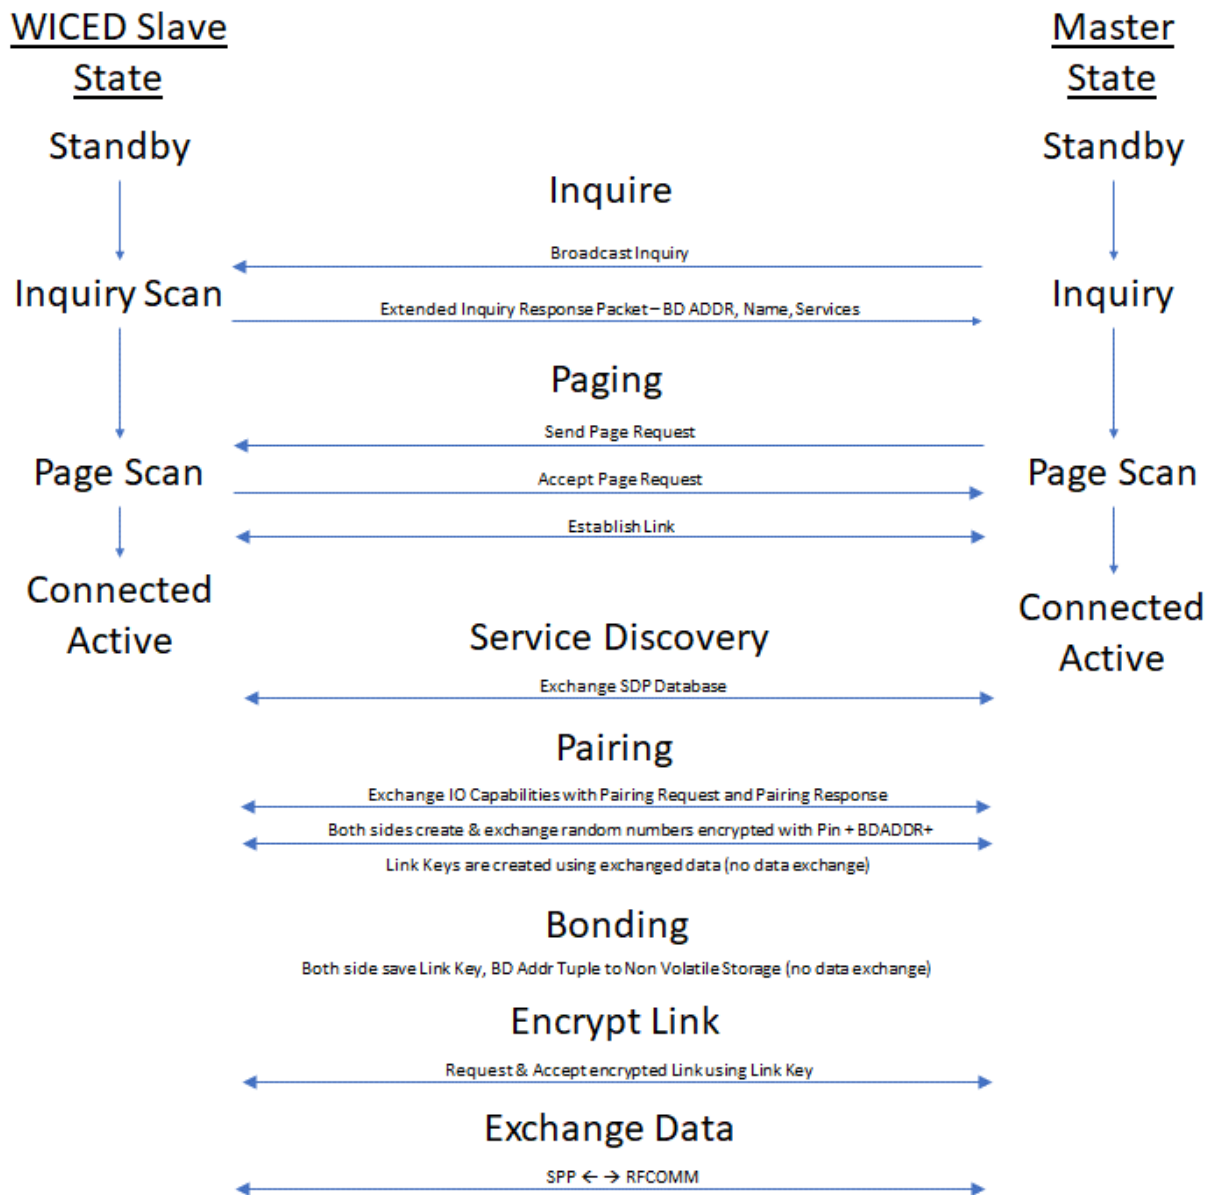 WICED Slave
State
Master
State
Standby
Standby
Inquire
Broadcast Inquiry
Inquiry Scan
Inquiry
Extended Inquiry Response Packet – BD ADDR, Name, Services
Paging
Send Page Request
Page Scan
Page Scan
Accept Page Request
Establish Link
Connected
Active
Connected
Active
Service Discovery
Exchange SDP Database
Pairing
Exchange IO Capabilities with Pairing Request and Pairing Response
Both sides create & exchange random numbers encrypted with Pin + BDADDR+
Link Keys are created using exchanged data (no data exchange)
Bonding
Both side save Link Key, BD Addr Tuple to Non Volatile Storage (no data exchange)
Encrypt Link
Request & Accept encrypted Link using Link Key
Exchange Data
SPP ← → RFCOMM